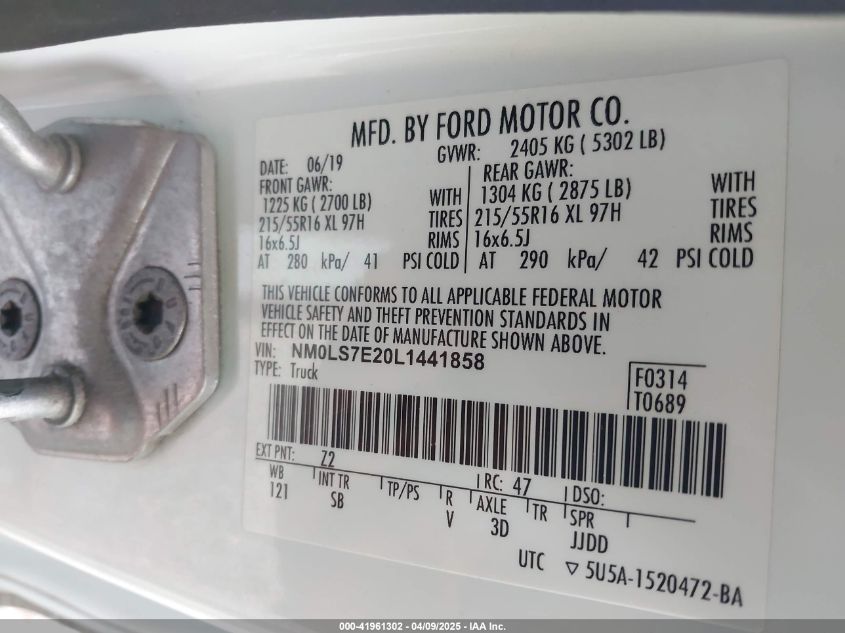 MFD. BY FORD MOTOR CO.
DATE: 06/19 GVWR: 2405 KG ( 5302 LB)
FRONT GAWR: REAR GAWR:
1225 KG ( 2700 LB) WITH 1304 KG ( 2875 LB) WITH
215/55R16 XL 97H TIRES 215/55R16 XL 97H TIRES
16x6.5J RIMS 16x6.5J RIMS
AT 280 kPa/ 41 PSI COLD AT 290 kPa/ 42 PSI COLD
THIS VEHICLE CONFORMS TO ALL APPLICABLE FEDERAL MOTOR
VEHICLE SAFETY AND THEFT PREVENTION STANDARDS IN
EFFECT ON THE DATE OF MANUFACTURE SHOWN ABOVE.
VIN: NM0LS7E20L1441858
TYPE: Truck
F0314
T0689
EXT PNT: Z2 RC: 47 DSO:
WB INT TR TP/PS R AXLE TR SPR
121 SB V 3D JJDD
UTC ▽ 5U5A-1520472-BA
000-41961302 - 04/09/2025 - IAA Inc.